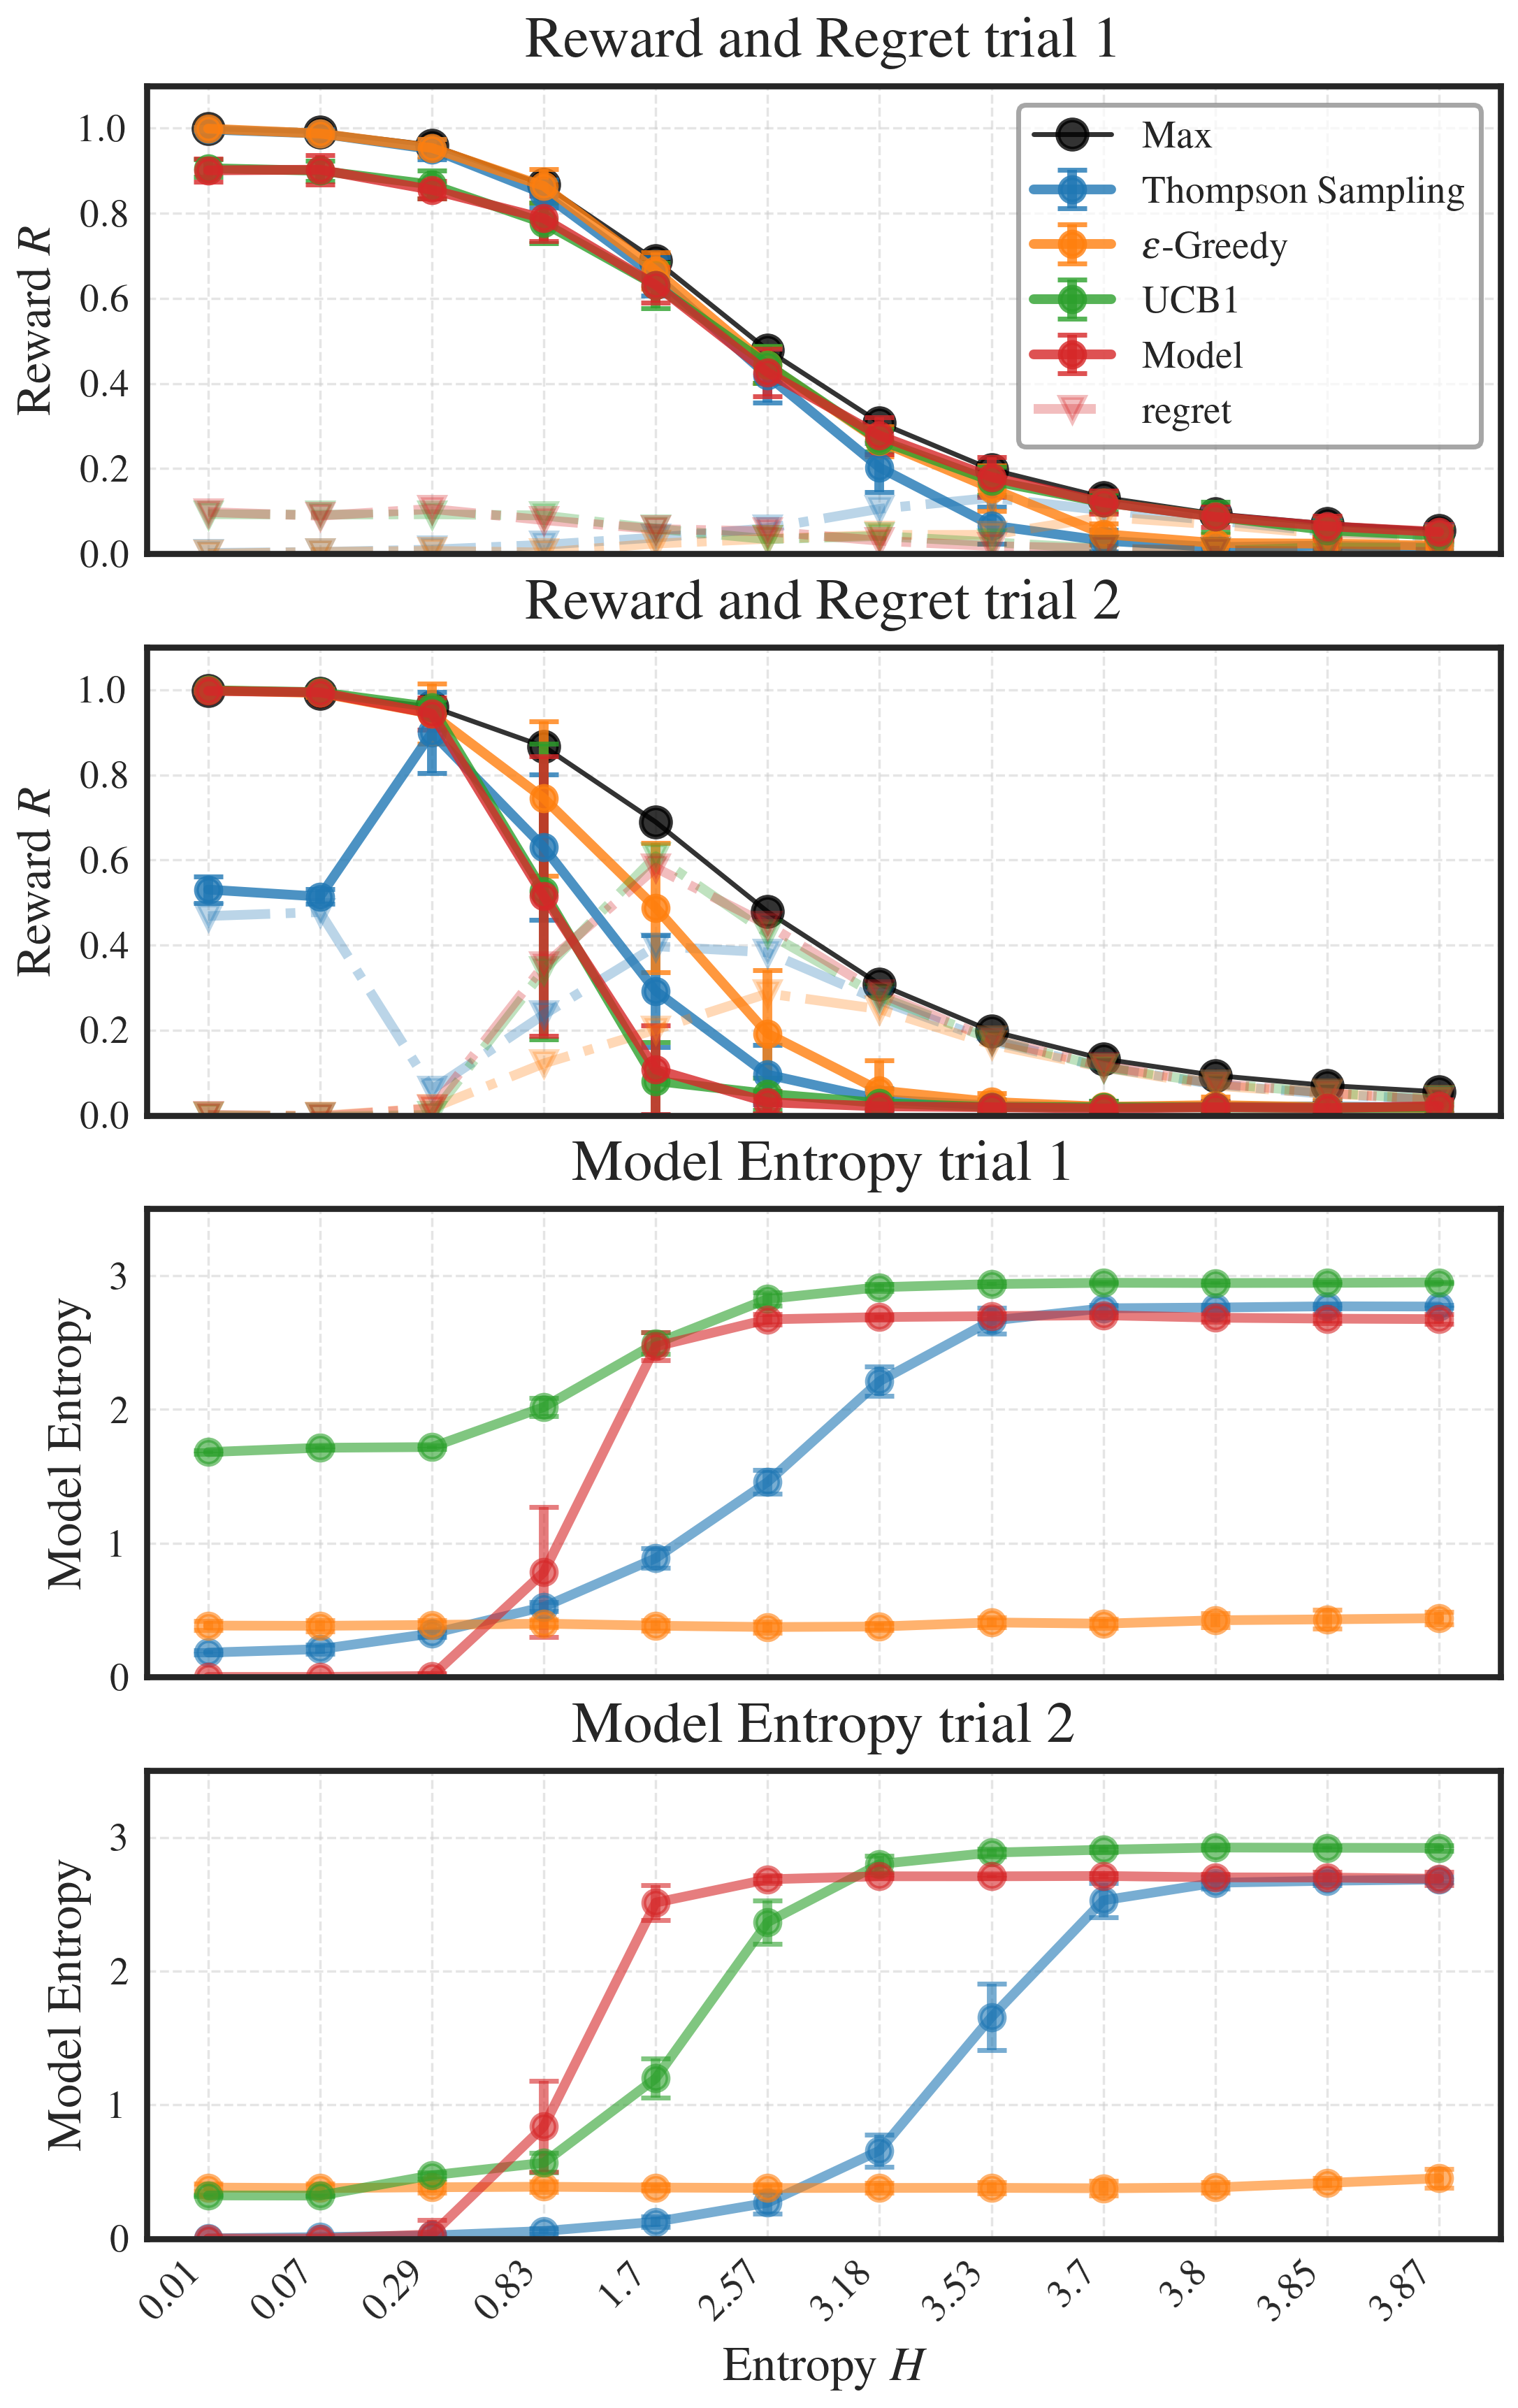 Reward and Regret trial 1
Reward R
1.0
0.8
0.6
0.4
0.2
0.0
Max
Thompson Sampling
ε-Greedy
UCB1
Model
regret
Reward and Regret trial 2
Reward R
1.0
0.8
0.6
0.4
0.2
0.0
Model Entropy trial 1
Model Entropy
3
2
1
0
Model Entropy trial 2
Model Entropy
3
2
1
0
0.01 0.07 0.29 0.83 1.7 2.57 3.18 3.53 3.7 3.8 3.85 3.87
Entropy H